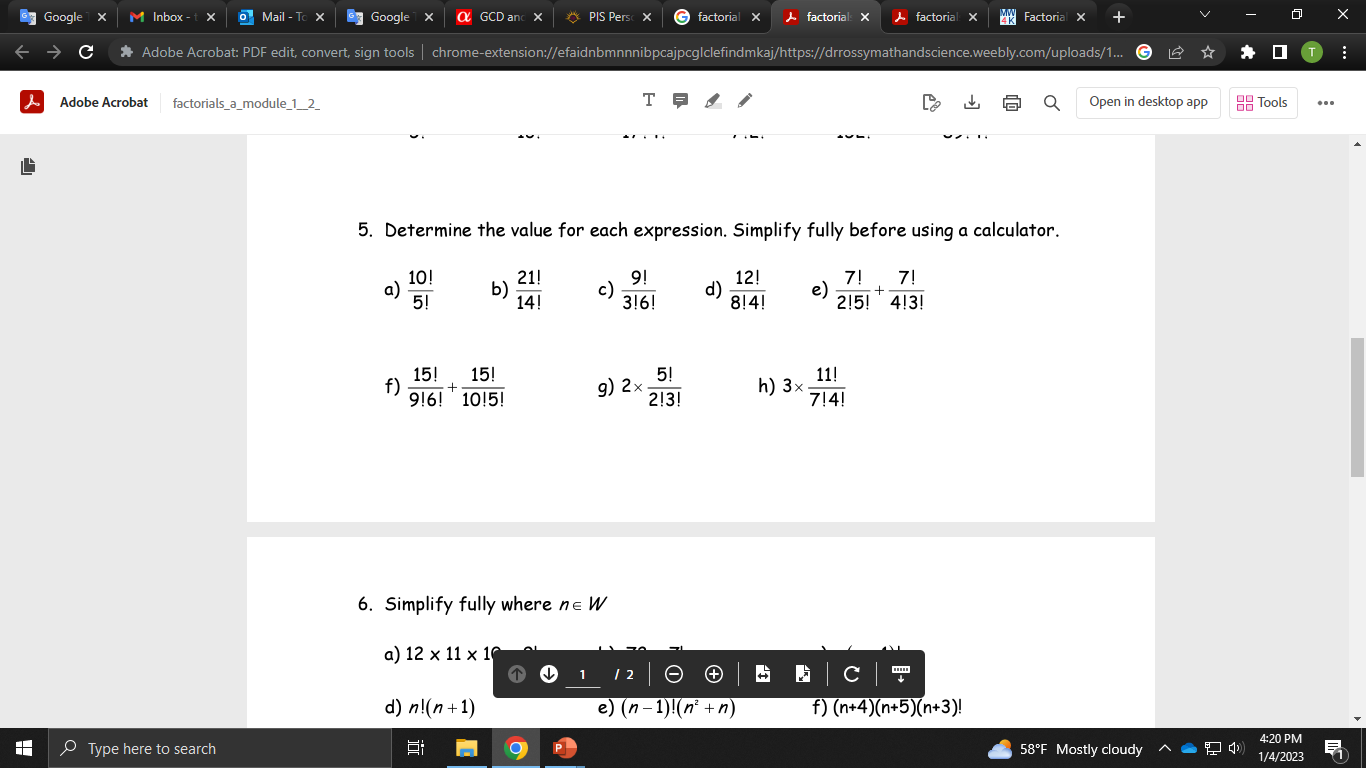 Google T
Inbox - t
Mail - To
Google T
GCD and
PIS Perso
factorial
factorials
factorial
Factorial
Adobe Acrobat: PDF edit, convert, sign tools | chrome-extension://efaidnbmnnnibpcajpcglclefindmkaj/https://drrossymathandscience.weebly.com/uploads/1...
T
Adobe Acrobat
factorials_a_module_1__2_
Open in desktop app
Tools
5. Determine the value for each expression. Simplify fully before using a calculator.
a) 10!/5! b) 21!/14! c) 9!/3!6! d) 12!/8!4! e) 7!/2!5! + 7!/4!3!
f) 15!/9!6! + 15!/10!5! g) 2× 5!/2!3! h) 3× 11!/7!4!
6. Simplify fully where n ∈ W
a) 12 x 11 x 10
d) n!(n + 1) e) (n − 1)!(n² + n) f) (n+4)(n+5)(n+3)!
1 / 2
Type here to search
58°F Mostly cloudy
4:20 PM
1/4/2023
1